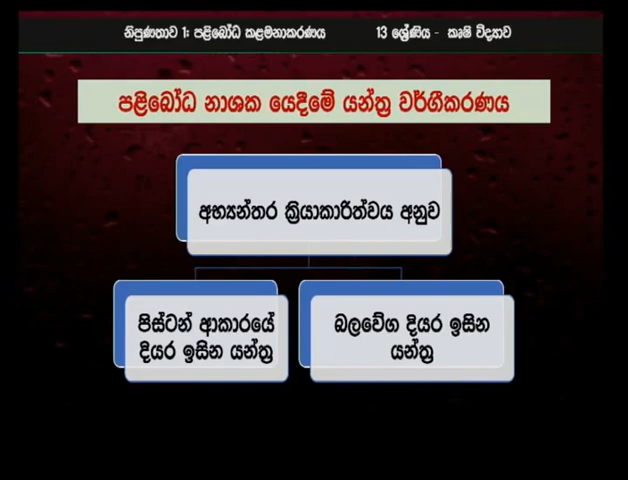 නිපුණතාව 1: පළිබෝධ කළමනාකරණය 13 ශ්‍රේණිය - කෘෂි විද්‍යාව
පළිබෝධ නාශක යෙදීමේ යන්ත්‍ර වර්ගීකරණය
අභ්‍යන්තර ක්‍රියාකාරිත්වය අනුව
පිස්ටන් ආකාරයේ
දියර ඉසින යන්ත්‍ර
බලවේග දියර ඉසින
යන්ත්‍ර